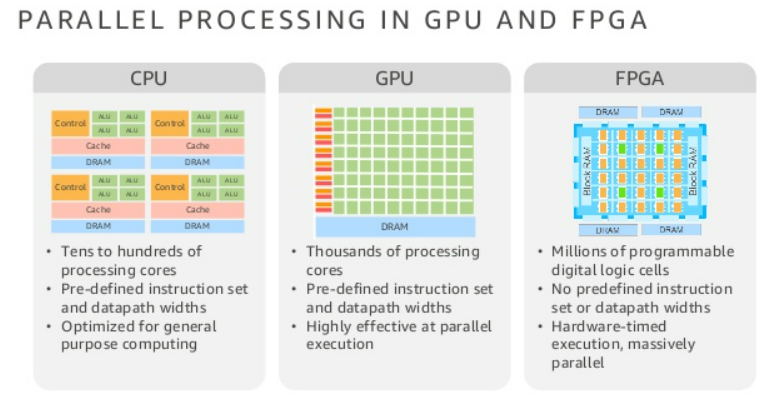 PARALLEL PROCESSING IN GPU AND FPGA
CPU
Control ALU ALU Control ALU ALU
ALU ALU ALU ALU
Cache Cache
DRAM DRAM
Control ALU ALU Control ALU ALU
ALU ALU ALU ALU
Cache Cache
DRAM DRAM
• Tens to hundreds of
processing cores
• Pre-defined instruction set
and datapath widths
• Optimized for general
purpose computing
GPU
DRAM
• Thousands of processing
cores
• Pre-defined instruction set
and datapath widths
• Highly effective at parallel
execution
FPGA
DRAM DRAM
Block RAM Block RAM
DRAM DRAM
• Millions of programmable
digital logic cells
• No predefined instruction
set or datapath widths
• Hardware-timed
execution, massively
parallel